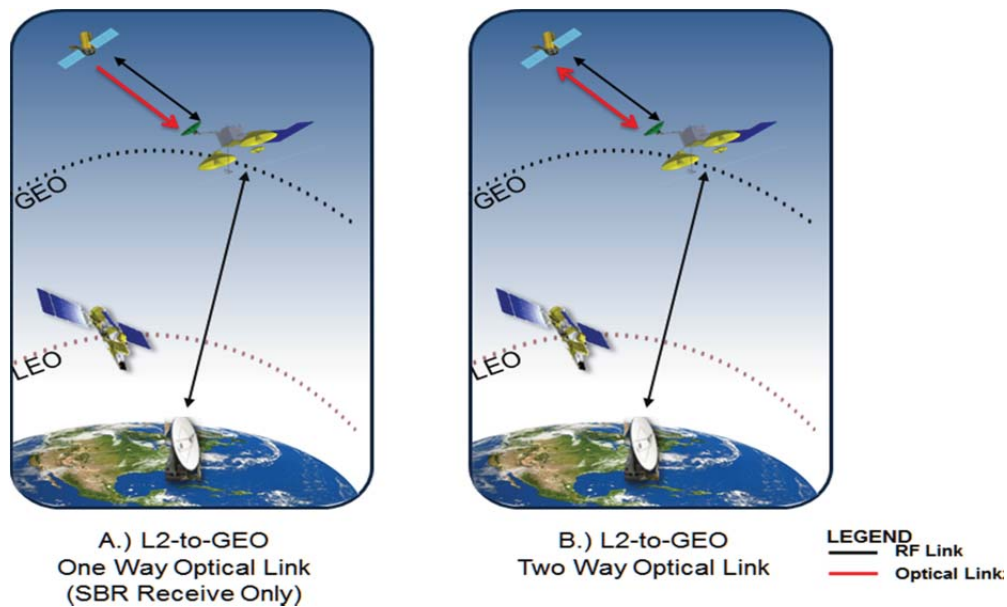 GEO
LEO
GEO
LEO
A.) L2-to-GEO
One Way Optical Link
(SBR Receive Only)
B.) L2-to-GEO
Two Way Optical Link
LEGEND
RF Link
Optical Link